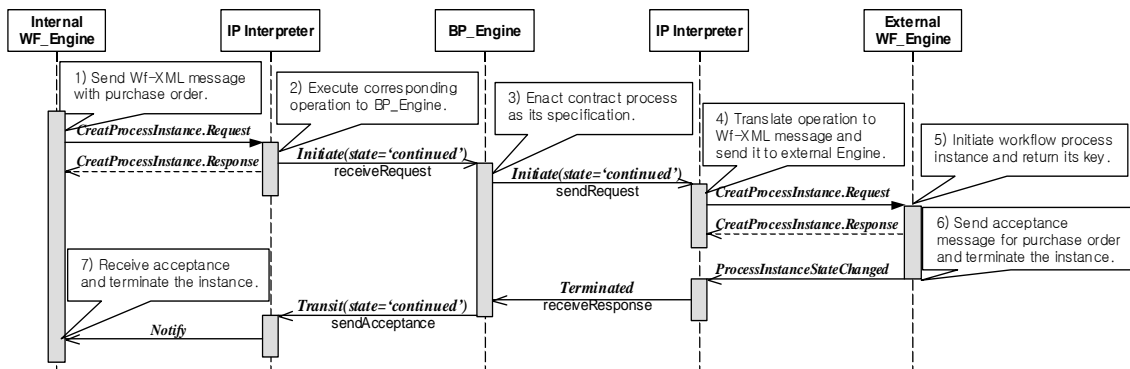 Internal
WF_Engine
IP Interpreter
BP_Engine
IP Interpreter
External
WF_Engine
1) Send Wf-XML message
with purchase order.
2) Execute corresponding
operation to BP_Engine.
3) Enact contract process
as its specification.
4) Translate operation to
Wf-XML message and
send it to external Engine.
5) Initiate workflow process
instance and return its key.
CreatProcessInstance.Request
CreatProcessInstance.Response
Initiate(state=‘continued’)
receiveRequest
Initiate(state=‘continued’)
sendRequest
CreatProcessInstance.Request
CreatProcessInstance.Response
6) Send acceptance
message for purchase order
and terminate the instance.
7) Receive acceptance
and terminate the instance.
ProcessInstanceStateChanged
Terminated
receiveResponse
Transit(state=‘continued’)
sendAcceptance
Notify